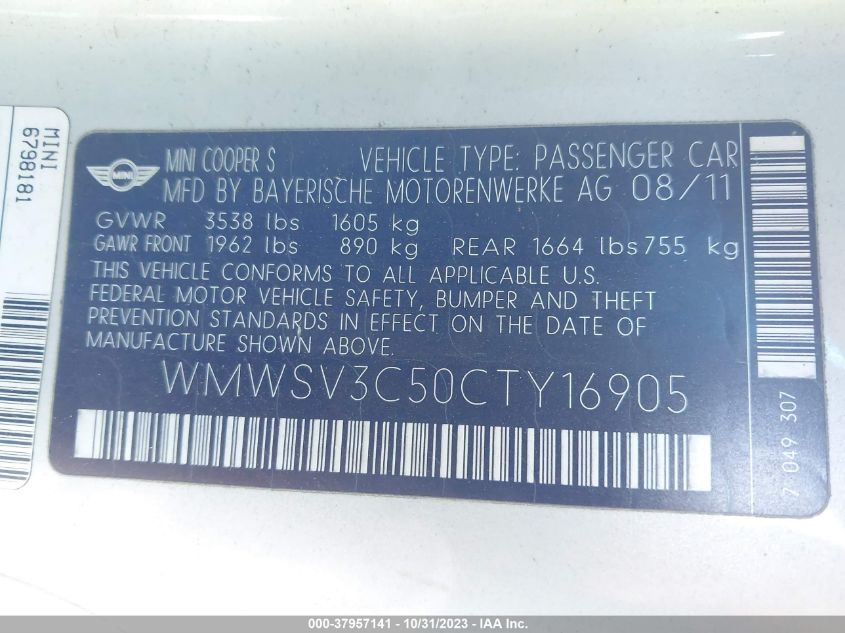 MINI
6798181
MINI
MINI COOPER S VEHICLE TYPE: PASSENGER CAR
MFD BY BAYERISCHE MOTORENWERKE AG 08/11
GVWR 3538 lbs 1605 kg
GAWR FRONT 1962 lbs 890 kg REAR 1664 lbs 755 kg
THIS VEHICLE CONFORMS TO ALL APPLICABLE U.S.
FEDERAL MOTOR VEHICLE SAFETY, BUMPER AND THEFT
PREVENTION STANDARDS IN EFFECT ON THE DATE OF
MANUFACTURE SHOWN ABOVE.
WMWSV3C50CTY16905
7 049 307
000-37957141 - 10/31/2023 - IAA Inc.